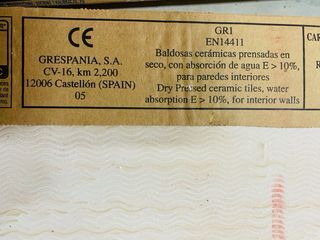 CE
GRESPANIA, S.A.
CV-16, km 2,200
12006 Castellón (SPAIN)
05
GR1
EN14411
Baldosas cerámicas prensadas en
seco, con absorción de agua E > 10%,
para paredes interiores
Dry Pressed ceramic tiles, water
absorption E > 10%, for interior walls
CAR
R